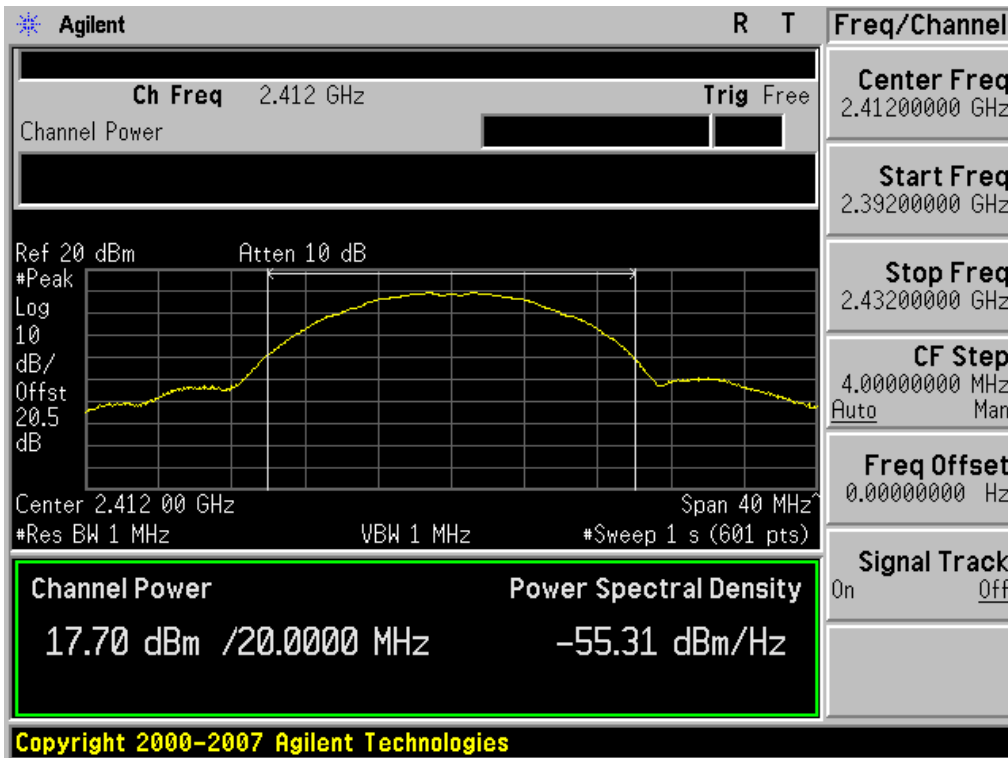 Agilent R T
Ch Freq 2.412 GHz Trig Free
Channel Power
Ref 20 dBm Atten 10 dB
#Peak
Log
10
dB/
Offst
20.5
dB
Center 2.412 00 GHz Span 40 MHz^
#Res BW 1 MHz VBW 1 MHz #Sweep 1 s (601 pts)
Channel Power Power Spectral Density
17.70 dBm /20.0000 MHz -55.31 dBm/Hz
Copyright 2000-2007 Agilent Technologies
Freq/Channel
Center Freq
2.41200000 GHz
Start Freq
2.39200000 GHz
Stop Freq
2.43200000 GHz
CF Step
4.00000000 MHz
Auto Man
Freq Offset
0.00000000 Hz
Signal Track
On Off